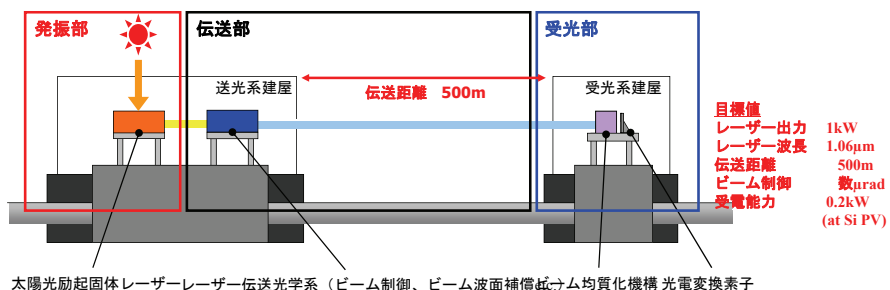 発振部
伝送部
受光部
送光系建屋
受光系建屋
伝送距離 500m
目標値
レーザー出力 1kW
レーザー波長 1.06μm
伝送距離 500m
ビーム制御 数μrad
受電能力 0.2kW
(at Si PV)
太陽光励起固体レーザー
レーザー伝送光学系（ビーム制御、ビーム波面補償etc）
ビーム均質化機構
光電変換素子